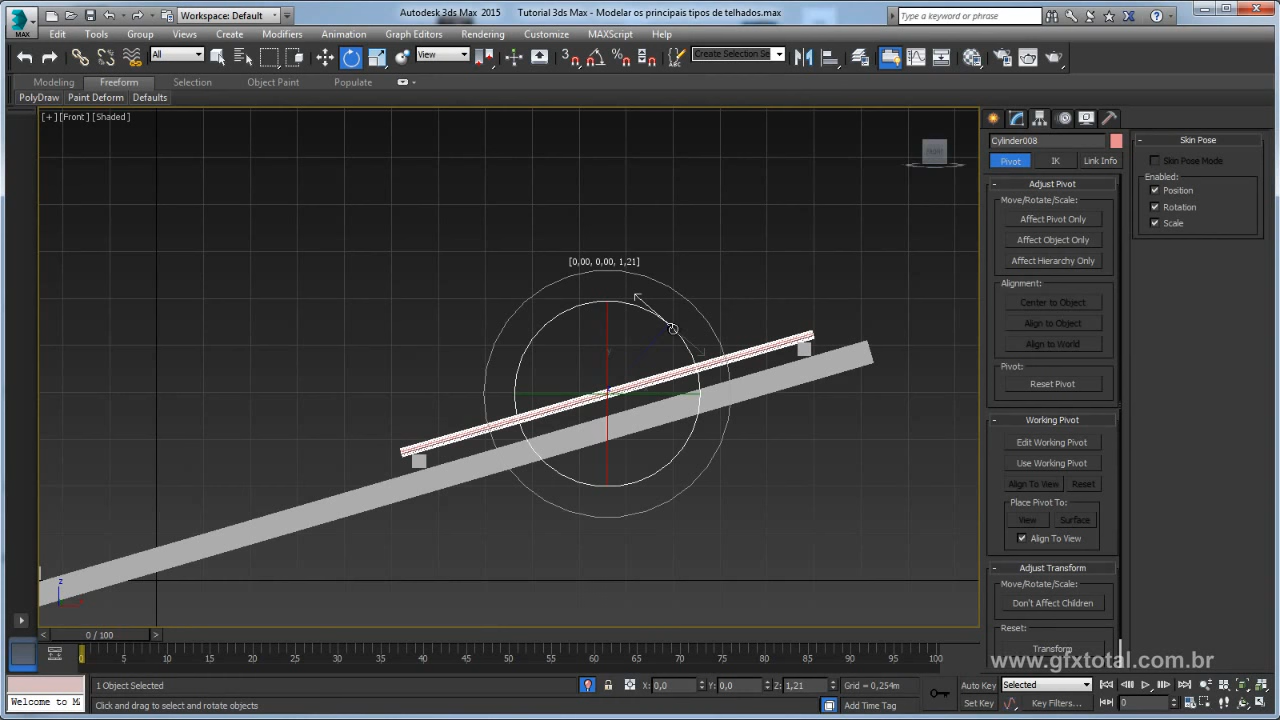 MAX
Workspace: Default
Autodesk 3ds Max 2015    Tutorial 3ds Max - Modelar os principais tipos de telhados.max
Type a keyword or phrase
Edit Tools Group Views Create Modifiers Animation Graph Editors Rendering Customize MAXScript Help
All View Create Selection Se
Modeling Freeform Selection Object Paint Populate
PolyDraw Paint Deform Defaults
[+] [Front] [Shaded]
[0,00, 0,00, 1,21]
z
Cylinder008
Pivot IK Link Info
- Adjust Pivot
Move/Rotate/Scale:
Affect Pivot Only
Affect Object Only
Affect Hierarchy Only
Alignment:
Center to Object
Align to Object
Align to World
Pivot:
Reset Pivot
- Working Pivot
Edit Working Pivot
Use Working Pivot
Align To View Reset
Place Pivot To:
View Surface
Align To View
- Adjust Transform
Move/Rotate/Scale:
Don't Affect Children
Reset:
Transform
- Skin Pose
Skin Pose Mode
Enabled:
Position
Rotation
Scale
www.gfxtotal.com.br
< 0 / 100 >
0 5 10 15 20 25 30 35 40 45 50 55 60 65 70 75 80 85 90 95 100
1 Object Selected X: 0,0 Y: 0,0 Z: 1,21 Grid = 0,254m Auto Key Selected
Welcome to M Click and drag to select and rotate objects Add Time Tag Set Key Key Filters... 0